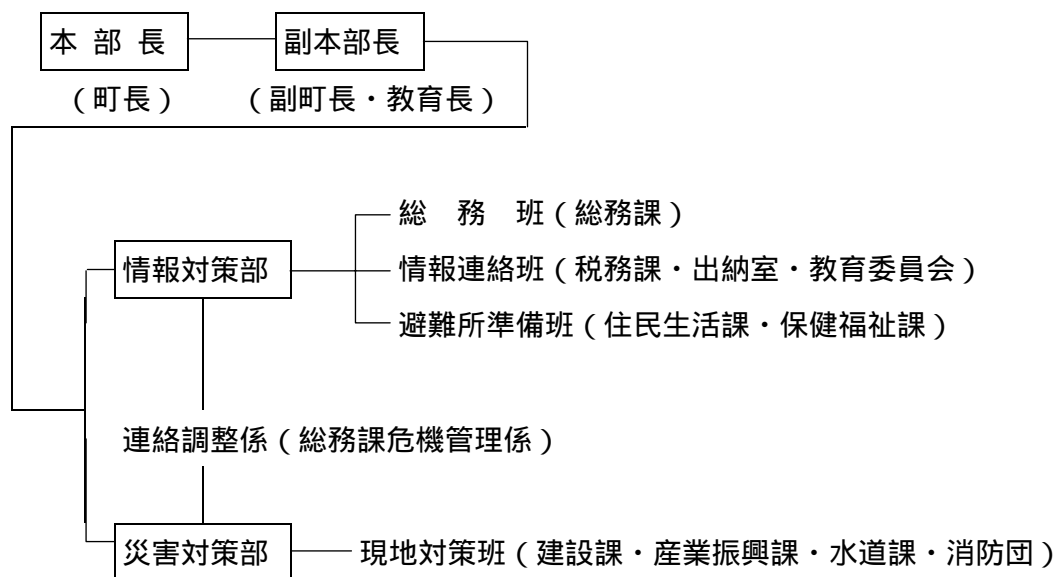 本 部 長 副本部長
（町長） （副町長・教育長）
総　務　班（総務課）
情報対策部 情報連絡班（税務課・出納室・教育委員会）
避難所準備班（住民生活課・保健福祉課）
連絡調整係（総務課危機管理係）
災害対策部 現地対策班（建設課・産業振興課・水道課・消防団）